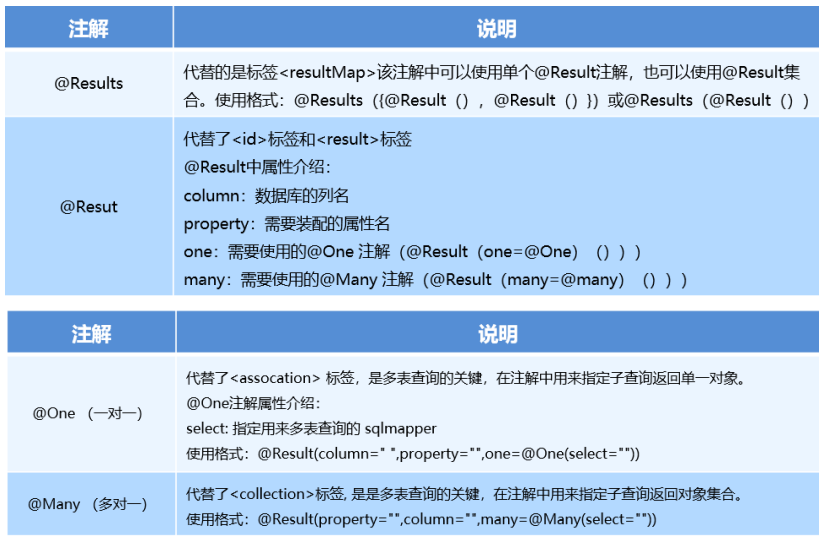 注解 说明
@Results
代替的是标签<resultMap>该注解中可以使用单个@Result注解，也可以使用@Result集
合。使用格式：@Results（{@Result（），@Result（）}）或@Results（@Result（））
@Resut
代替了<id>标签和<result>标签
@Result中属性介绍：
column：数据库的列名
property：需要装配的属性名
one：需要使用的@One 注解（@Result（one=@One）（）））
many：需要使用的@Many 注解（@Result（many=@many）（）））
注解 说明
@One （一对一）
代替了<assocation> 标签，是多表查询的关键，在注解中用来指定子查询返回单一对象。
@One注解属性介绍：
select: 指定用来多表查询的 sqlmapper
使用格式：@Result(column=" ",property="",one=@One(select=""))
@Many （多对一）
代替了<collection>标签, 是是多表查询的关键，在注解中用来指定子查询返回对象集合。
使用格式：@Result(property="",column="",many=@Many(select=""))